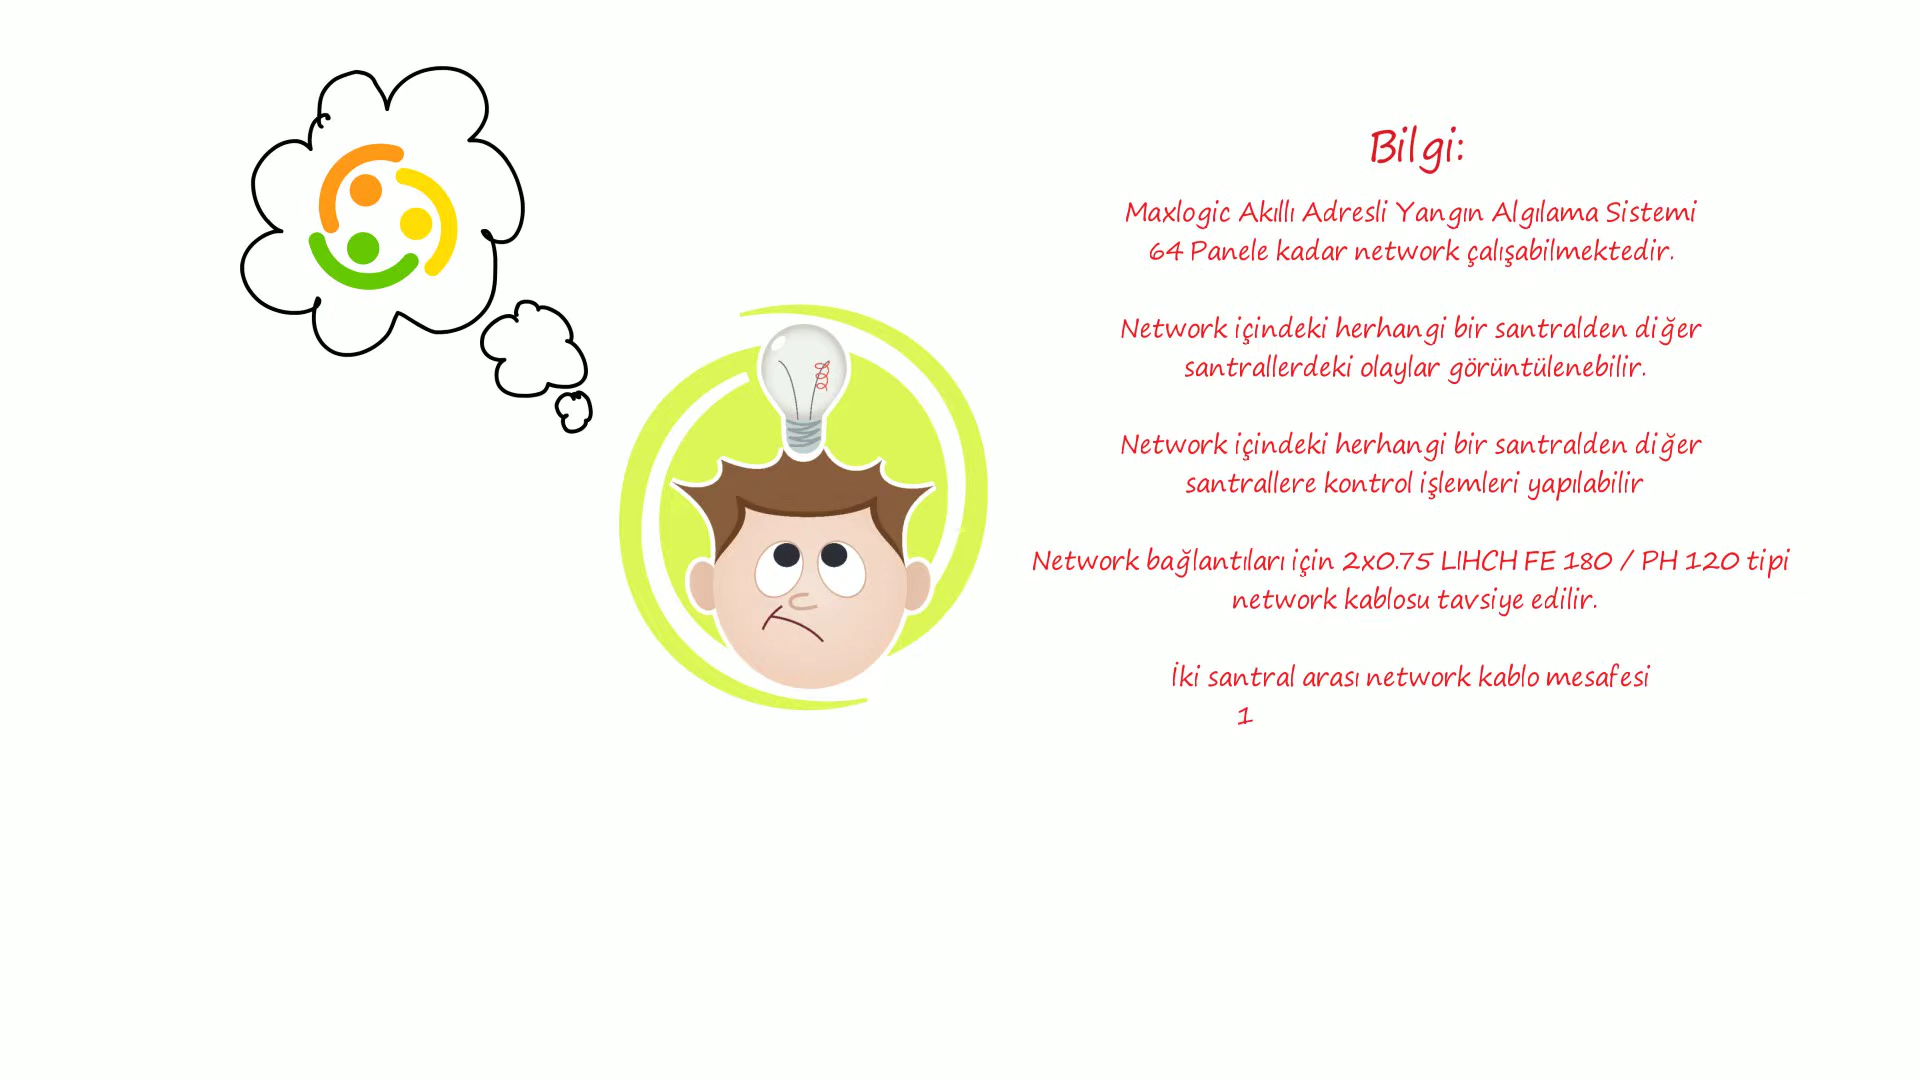 Bilgi:
Maxlogic Akıllı Adresli Yangın Algılama Sistemi
64 Panele kadar network çalışabilmektedir.
Network içindeki herhangi bir santralden diğer
santrallerdeki olaylar görüntülenebilir.
Network içindeki herhangi bir santralden diğer
santrallere kontrol işlemleri yapılabilir
Network bağlantıları için 2x0.75 LIHCH FE 180 / PH 120 tipi
network kablosu tavsiye edilir.
İki santral arası network kablo mesafesi
1